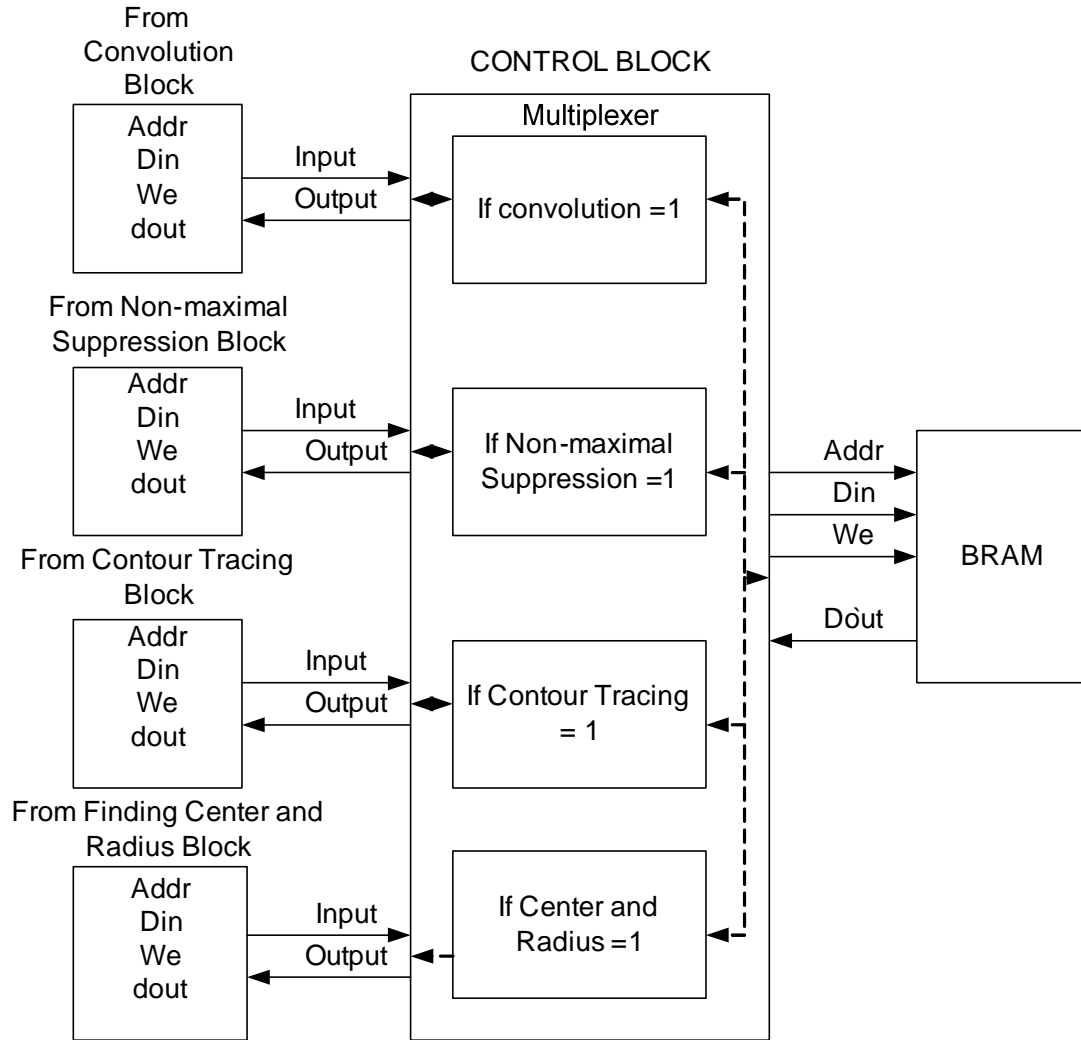 From
Convolution
Block
Addr
Din
We
dout
Input
Output
CONTROL BLOCK
Multiplexer
If convolution =1
From Non-maximal
Suppression Block
Addr
Din
We
dout
Input
Output
If Non-maximal
Suppression =1
From Contour Tracing
Block
Addr
Din
We
dout
Input
Output
If Contour Tracing
= 1
From Finding Center and
Radius Block
Addr
Din
We
dout
Input
Output
If Center and
Radius =1
Addr
Din
We
Do`ut
BRAM